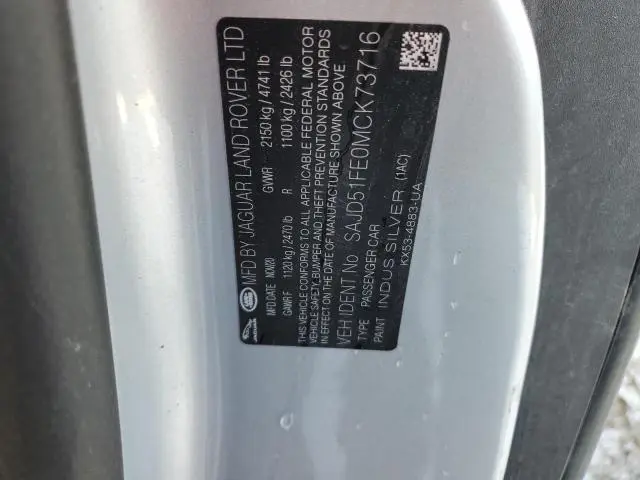 MFD BY JAGUAR LAND ROVER LTD
MFD.DATE NOV/20 GVWR 2150 kg / 4741 lb
GAWR F 1120 kg / 2470 lb R 1100 kg / 2426 lb
THIS VEHICLE CONFORMS TO ALL APPLICABLE FEDERAL MOTOR
VEHICLE SAFETY, BUMPER AND THEFT PREVENTION STANDARDS
IN EFFECT ON THE DATE OF MANUFACTURE SHOWN ABOVE
VEH IDENT No SAJD51FE0MCK73716
TYPE PASSENGER CAR
PAINT INDUS SILVER (1AC)
KX53-4883-UA
JAGUAR